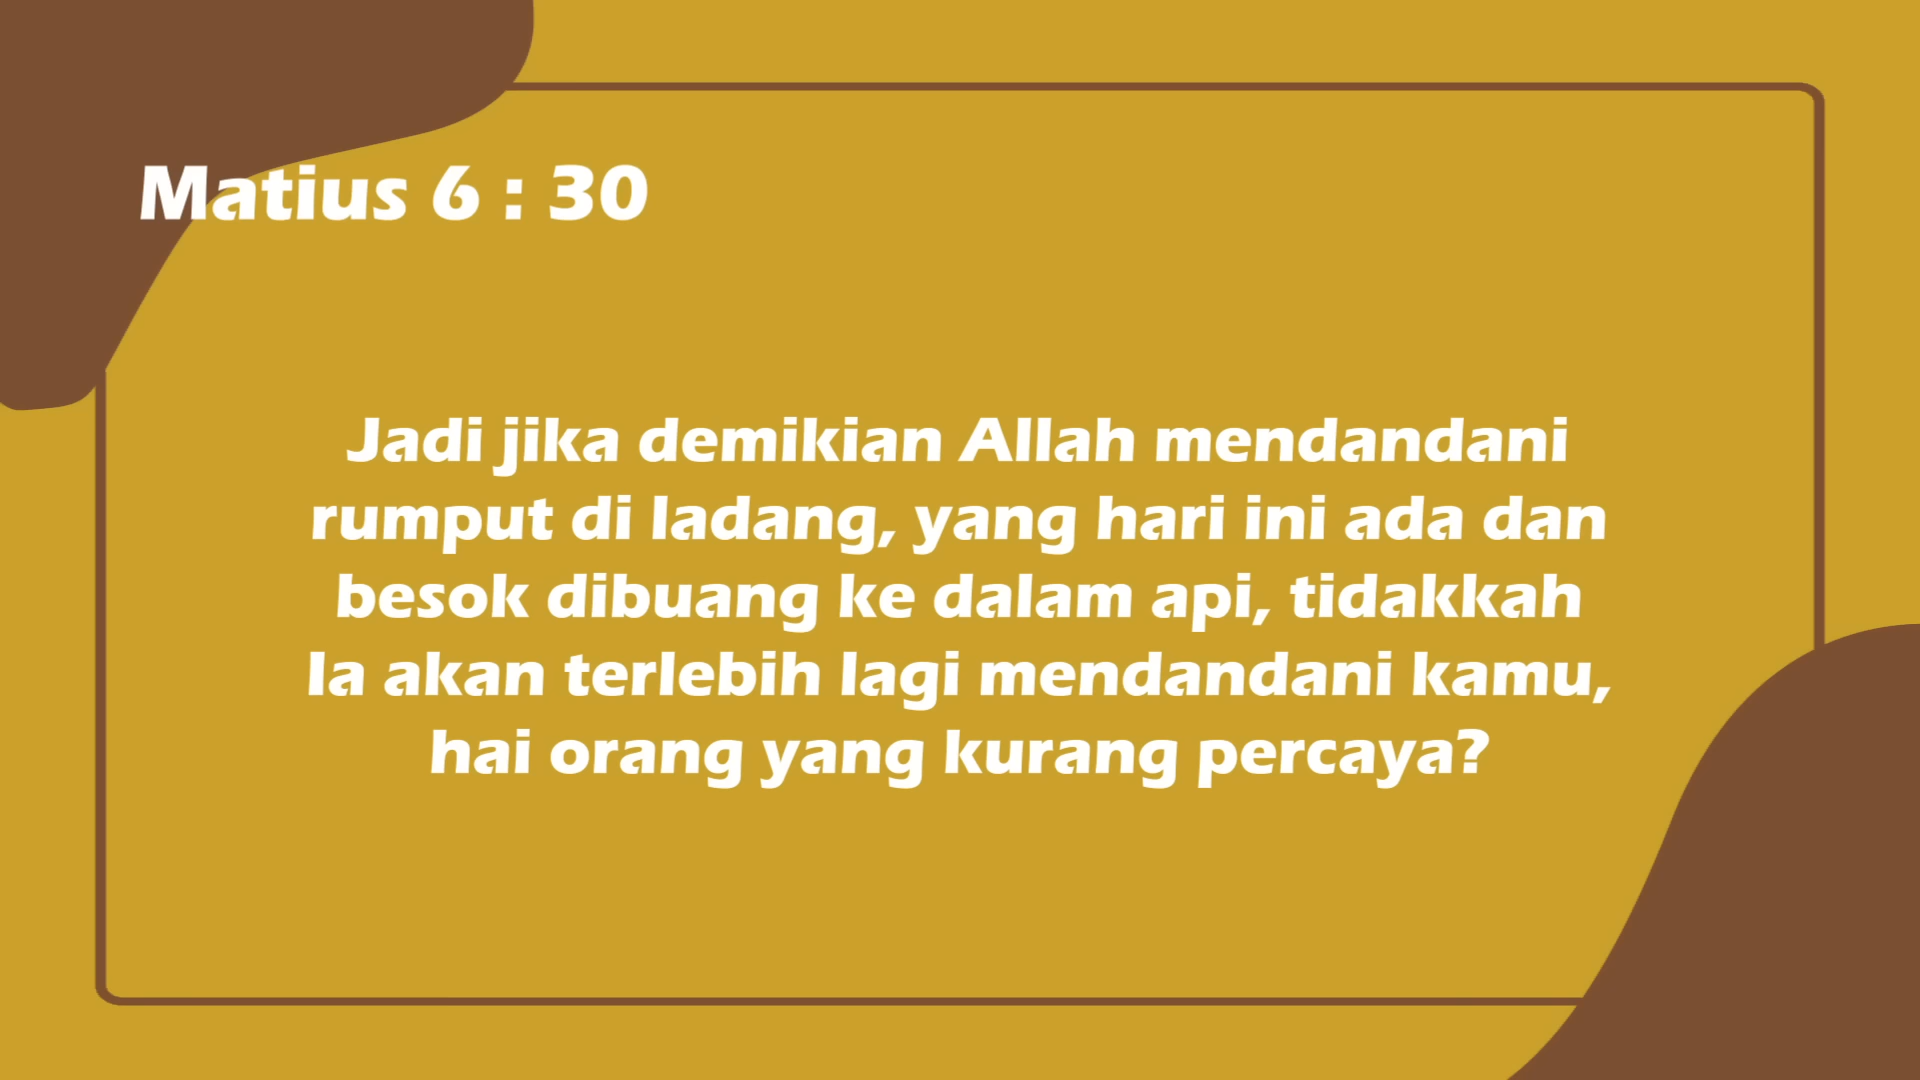 Matius 6 : 30
Jadi jika demikian Allah mendandani
rumput di ladang, yang hari ini ada dan
besok dibuang ke dalam api, tidakkah
Ia akan terlebih lagi mendandani kamu,
hai orang yang kurang percaya?